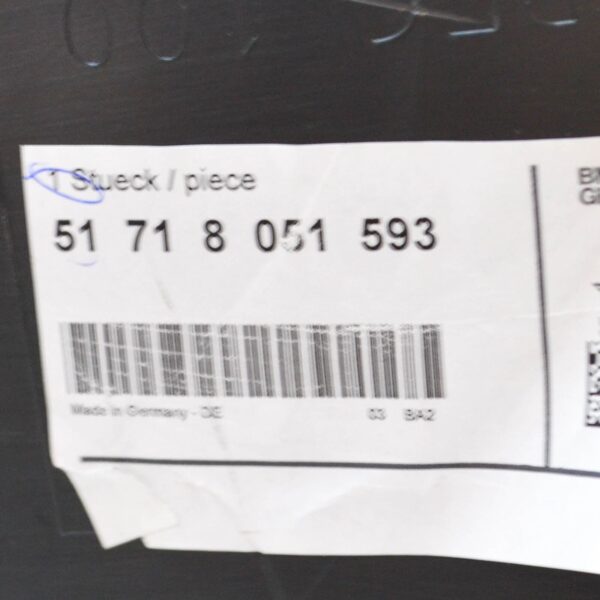 1 Stueck / piece
51 71 8 051 593
Made in Germany - DE 03 BA2